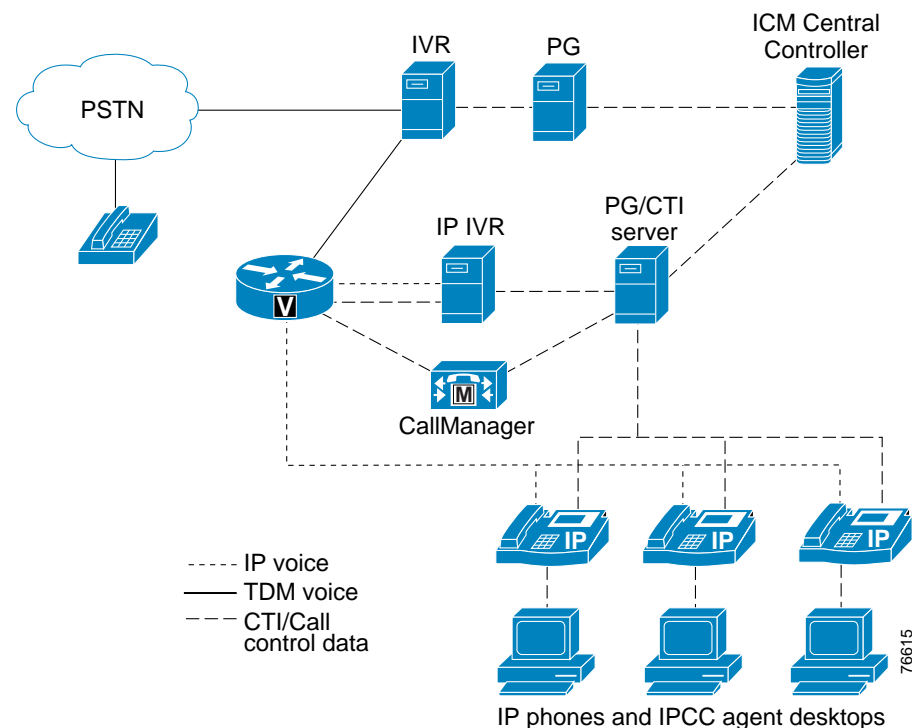 IVR
PG
ICM Central
Controller
PSTN
PG/CTI
server
IP IVR
V
M
CallManager
IP
IP
IP
IP voice
TDM voice
CTI/Call
control data
76615
IP phones and IPCC agent desktops